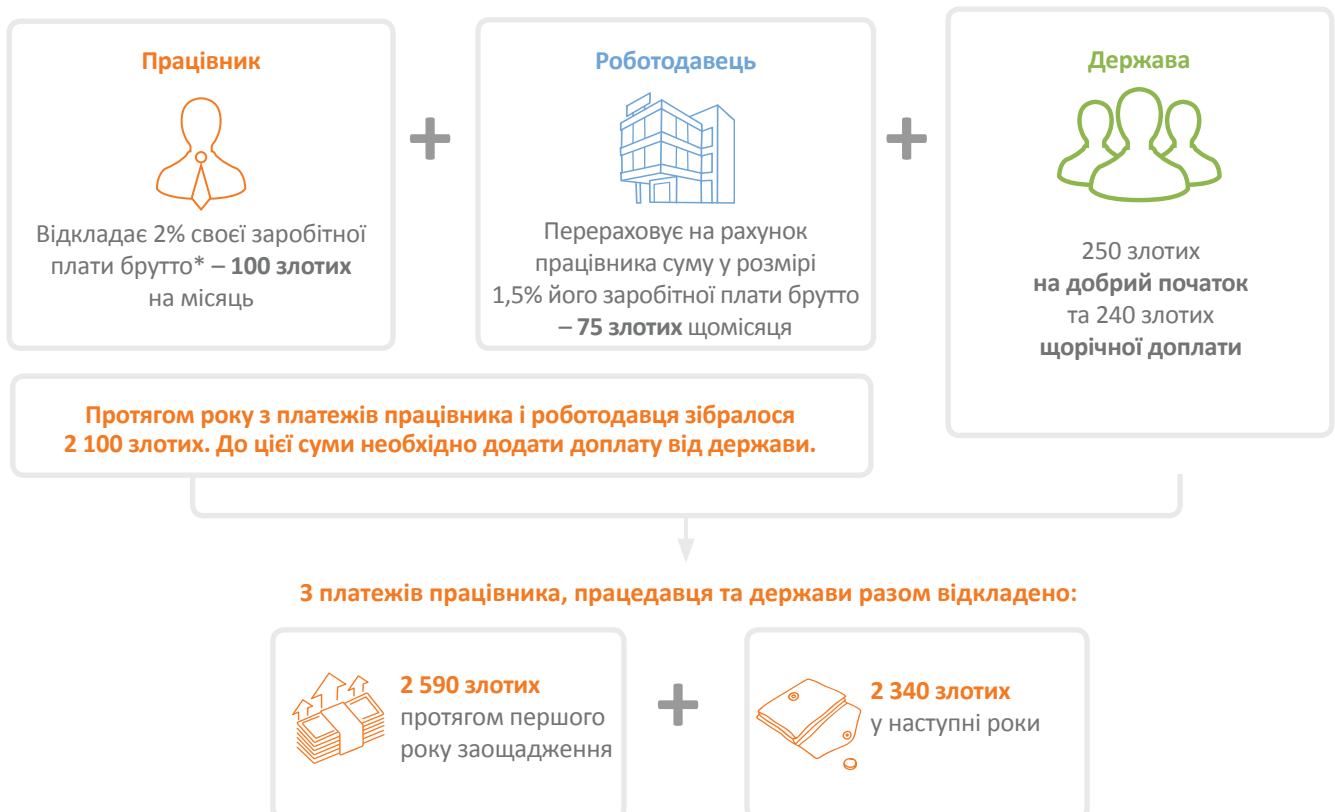 Працівник
Відкладає 2% своєї заробітної
плати брутто* – 100 злотих
на місяць
Роботодавець
Перераховує на рахунок
працівника суму у розмірі
1,5% його заробітної плати брутто
– 75 злотих щомісяця
Держава
250 злотих
на добрий початок
та 240 злотих
щорічної доплати
Протягом року з платежів працівника і роботодавця зібралося
2 100 злотих. До цієї суми необхідно додати доплату від держави.
З платежів працівника, працедавця та держави разом відкладено:
2 590 злотих
протягом першого
року заощадження
2 340 злотих
у наступні роки